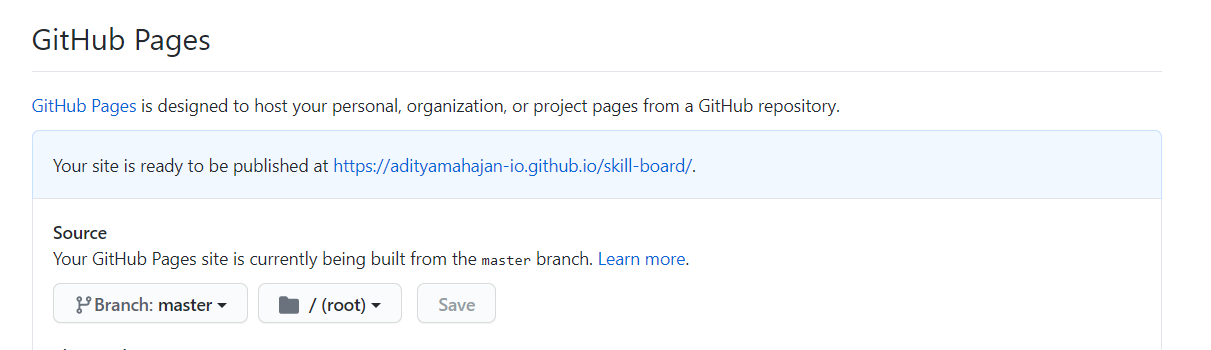 GitHub Pages
GitHub Pages is designed to host your personal, organization, or project pages from a GitHub repository.
Your site is ready to be published at https://adityamahajan-io.github.io/skill-board/.
Source
Your GitHub Pages site is currently being built from the master branch. Learn more.
Branch: master / (root) Save